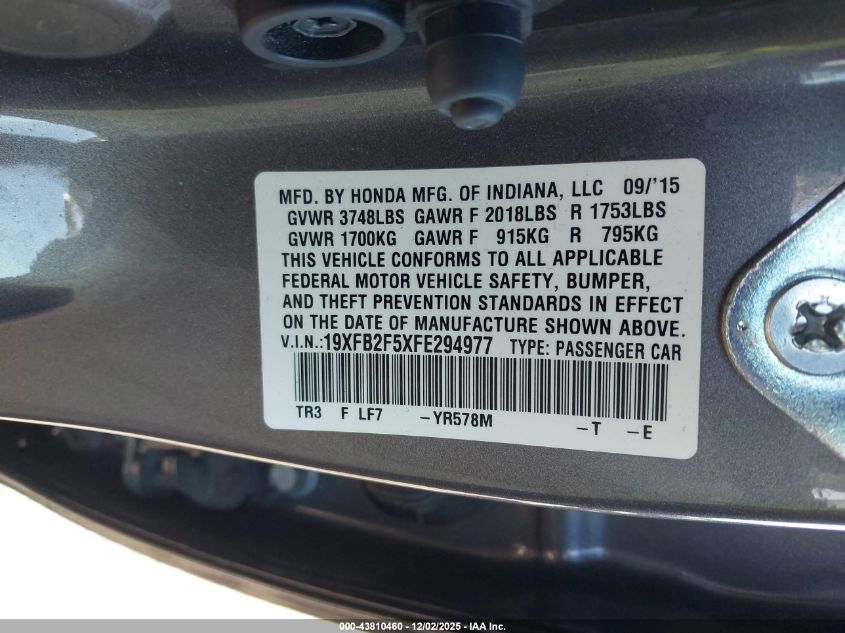 MFD. BY HONDA MFG. OF INDIANA, LLC 09/'15
GVWR 3748LBS GAWR F 2018LBS R 1753LBS
GVWR 1700KG GAWR F 915KG R 795KG
THIS VEHICLE CONFORMS TO ALL APPLICABLE
FEDERAL MOTOR VEHICLE SAFETY, BUMPER,
AND THEFT PREVENTION STANDARDS IN EFFECT
ON THE DATE OF MANUFACTURE SHOWN ABOVE.
V.I.N.:19XFB2F5XFE294977 TYPE: PASSENGER CAR
TR3 F LF7 -YR578M -T -E
000-43810460 - 12/02/2025 - IAA Inc.